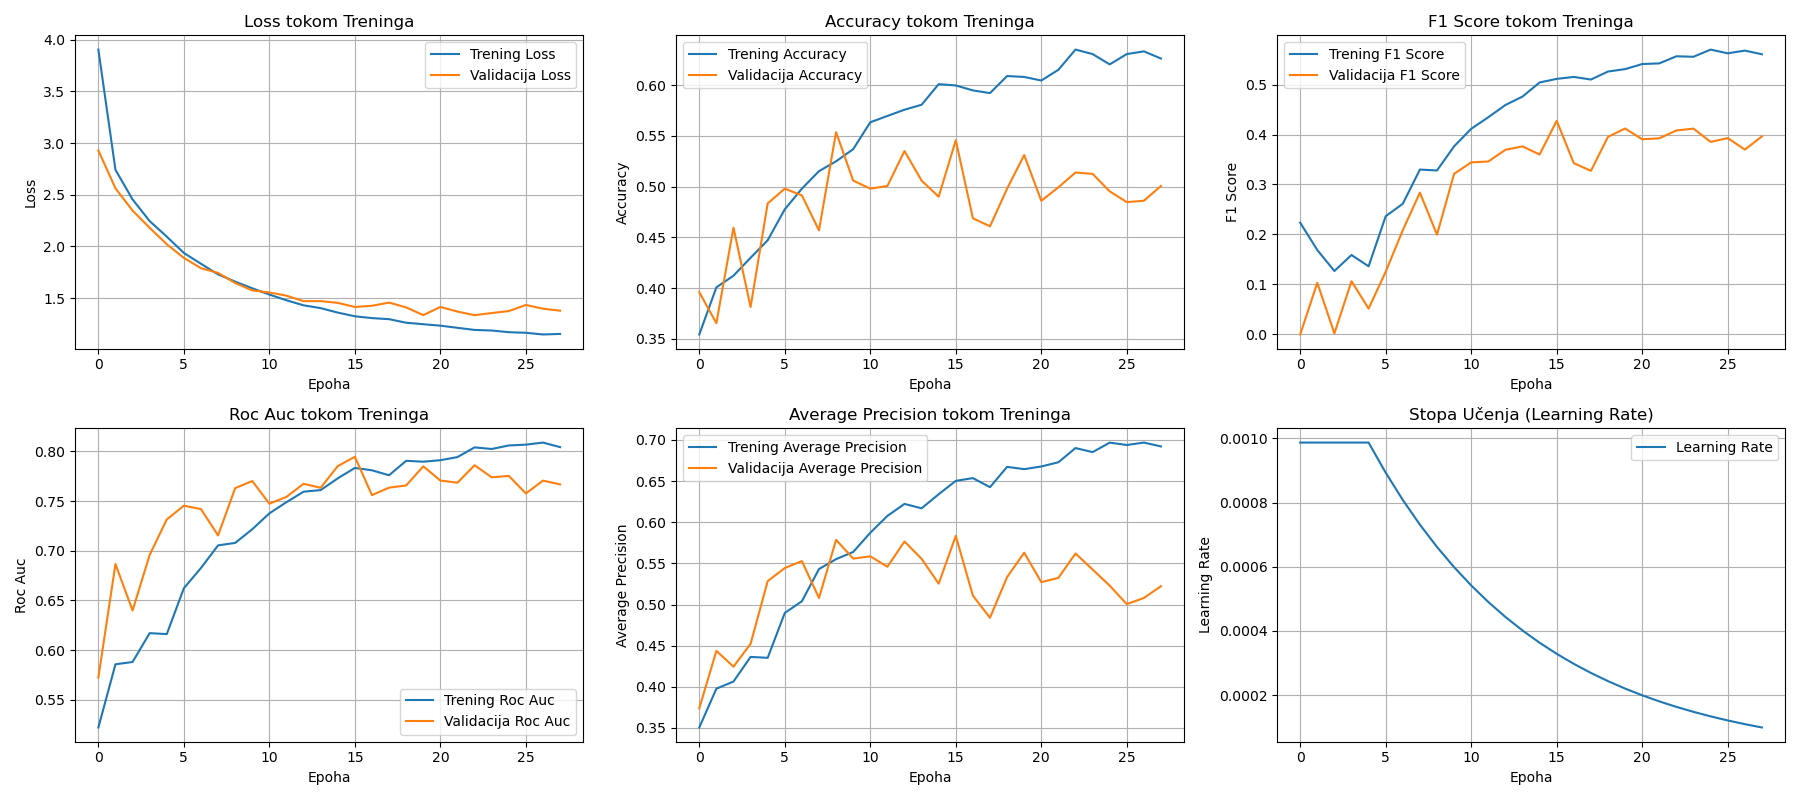 Loss tokom Treninga
4.0
3.5
3.0
2.5
2.0
1.5
Loss
Trening Loss
Validacija Loss
0 5 10 15 20 25
Epoha
Accuracy tokom Treninga
0.60
0.55
0.50
0.45
0.40
0.35
Accuracy
Trening Accuracy
Validacija Accuracy
0 5 10 15 20 25
Epoha
F1 Score tokom Treninga
0.5
0.4
0.3
0.2
0.1
0.0
F1 Score
Trening F1 Score
Validacija F1 Score
0 5 10 15 20 25
Epoha
Roc Auc tokom Treninga
0.80
0.75
0.70
0.65
0.60
0.55
Roc Auc
Trening Roc Auc
Validacija Roc Auc
0 5 10 15 20 25
Epoha
Average Precision tokom Treninga
0.70
0.65
0.60
0.55
0.50
0.45
0.40
0.35
Average Precision
Trening Average Precision
Validacija Average Precision
0 5 10 15 20 25
Epoha
Stopa Učenja (Learning Rate)
0.0010
0.0008
0.0006
0.0004
0.0002
Learning Rate
Learning Rate
0 5 10 15 20 25
Epoha